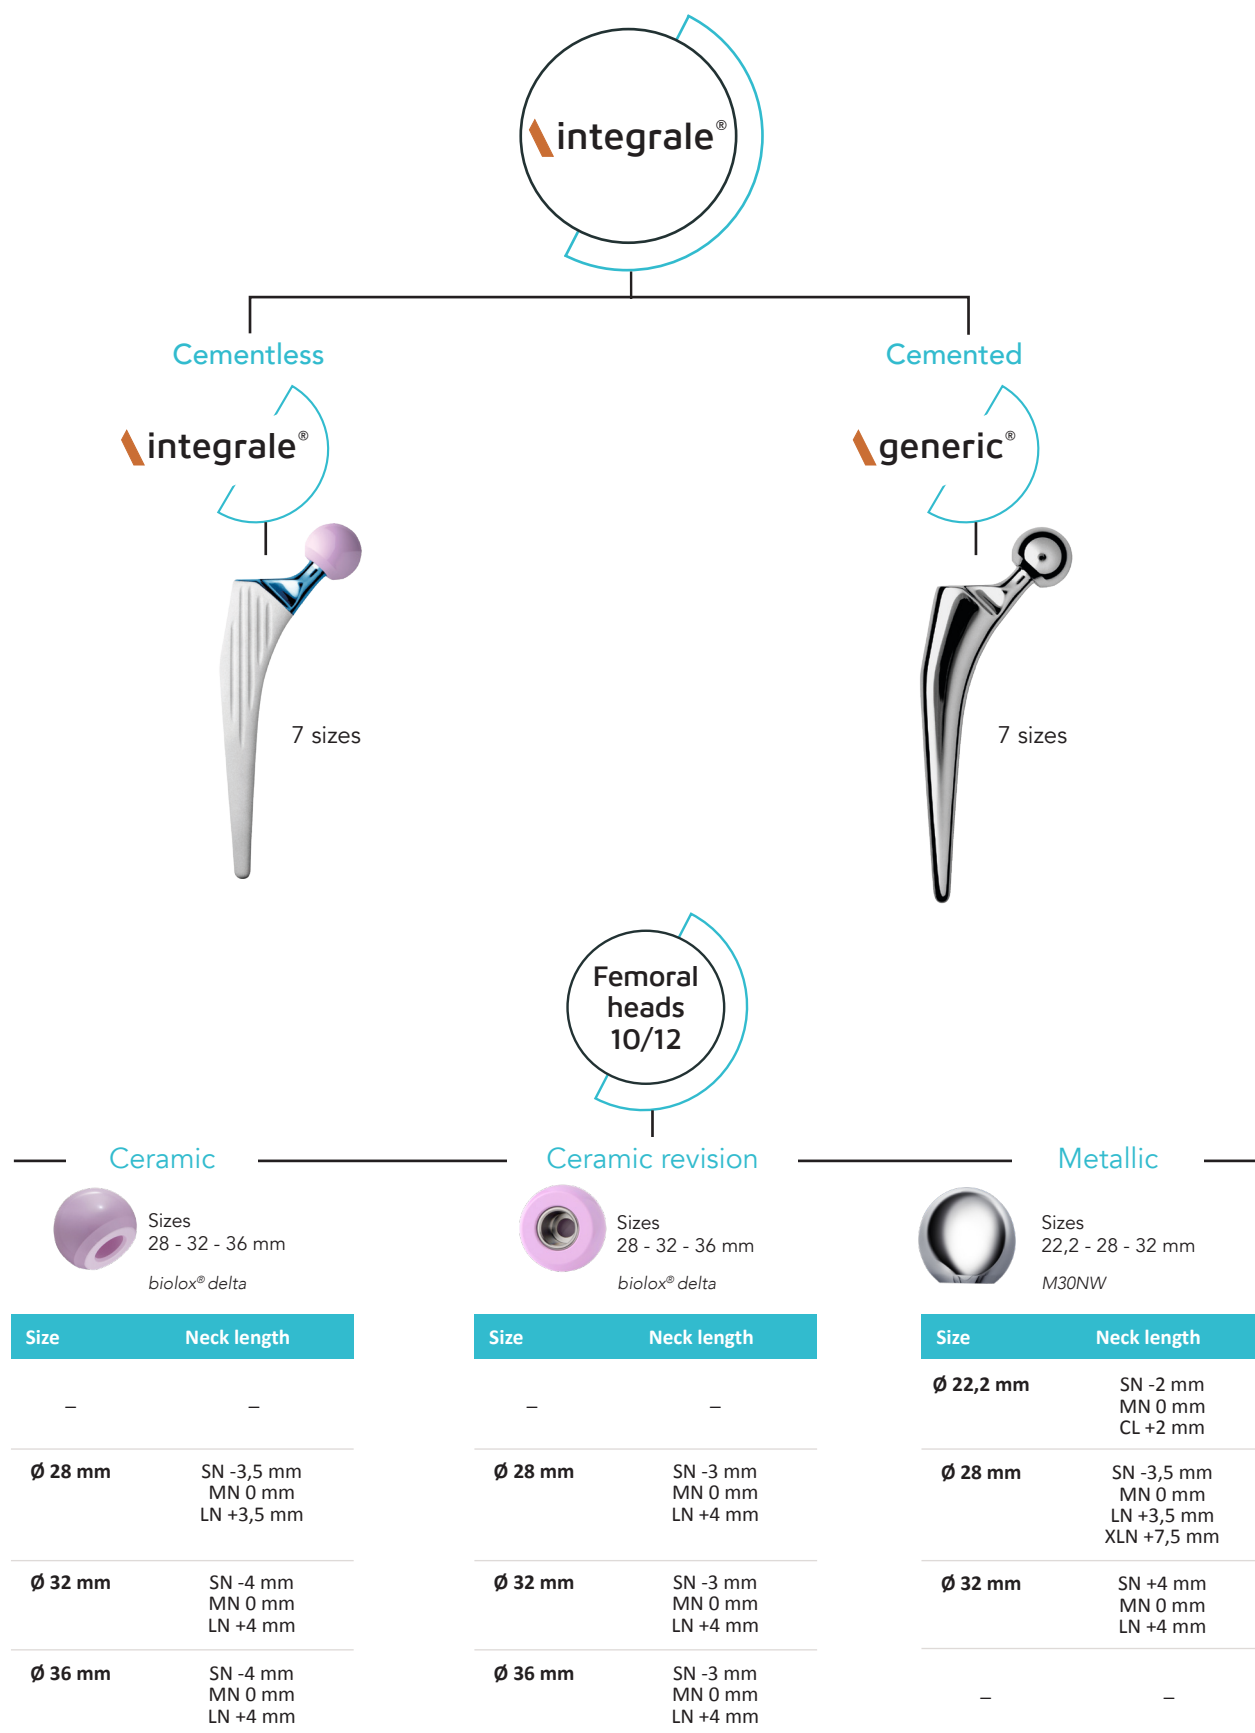 integrale®
Cementless
Cemented
integrale®
generic®
7 sizes
7 sizes
Femoral
heads
10/12
Ceramic
Ceramic revision
Metallic
Sizes
28 - 32 - 36 mm
biolox® delta
Sizes
28 - 32 - 36 mm
biolox® delta
Sizes
22,2 - 28 - 32 mm
M30NW
Size Neck length
– –
Ø 28 mm SN -3,5 mm
MN 0 mm
LN +3,5 mm
Ø 32 mm SN -4 mm
MN 0 mm
LN +4 mm
Ø 36 mm SN -4 mm
MN 0 mm
LN +4 mm
Size Neck length
– –
Ø 28 mm SN -3 mm
MN 0 mm
LN +4 mm
Ø 32 mm SN -3 mm
MN 0 mm
LN +4 mm
Ø 36 mm SN -3 mm
MN 0 mm
LN +4 mm
Size Neck length
Ø 22,2 mm SN -2 mm
MN 0 mm
CL +2 mm
Ø 28 mm SN -3,5 mm
MN 0 mm
LN +3,5 mm
XLN +7,5 mm
Ø 32 mm SN +4 mm
MN 0 mm
LN +4 mm
– –